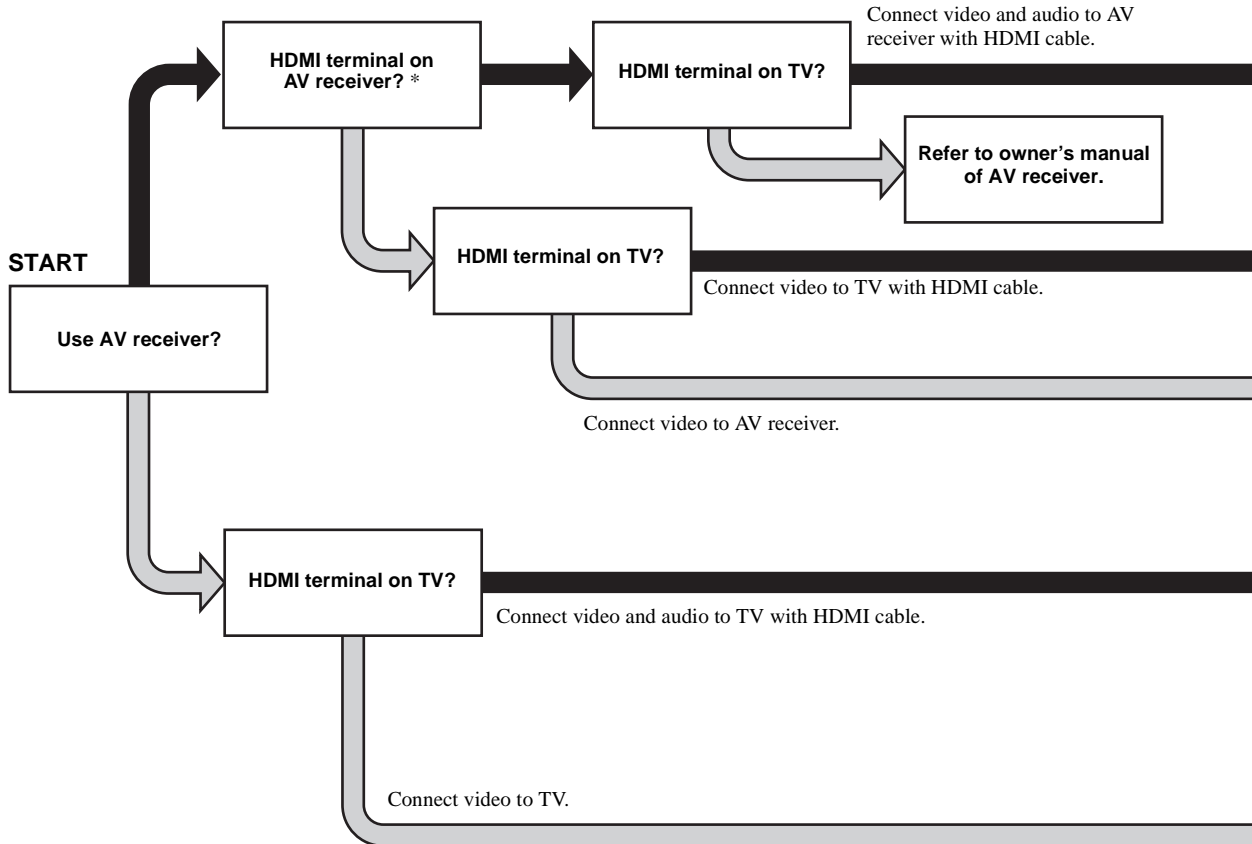 Connect video and audio to AV
receiver with HDMI cable.
HDMI terminal on
AV receiver? *
HDMI terminal on TV?
Refer to owner’s manual
of AV receiver.
HDMI terminal on TV?
START
Connect video to TV with HDMI cable.
Use AV receiver?
Connect video to AV receiver.
HDMI terminal on TV?
Connect video and audio to TV with HDMI cable.
Connect video to TV.